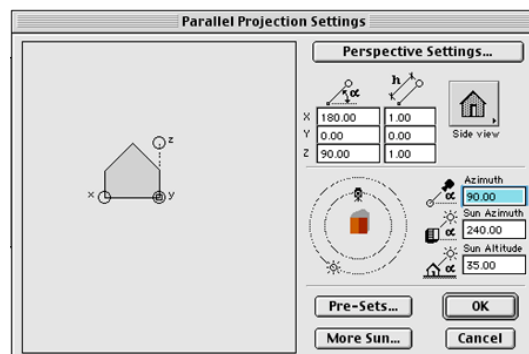 Parallel Projection Settings
Perspective Settings...
α h
X 180.00 1.00
Y 0.00 0.00
Z 90.00 1.00
Side view
z
x y
Azimuth
α 90.00
Sun Azimuth
α 240.00
Sun Altitude
α 35.00
Pre-Sets... OK
More Sun... Cancel